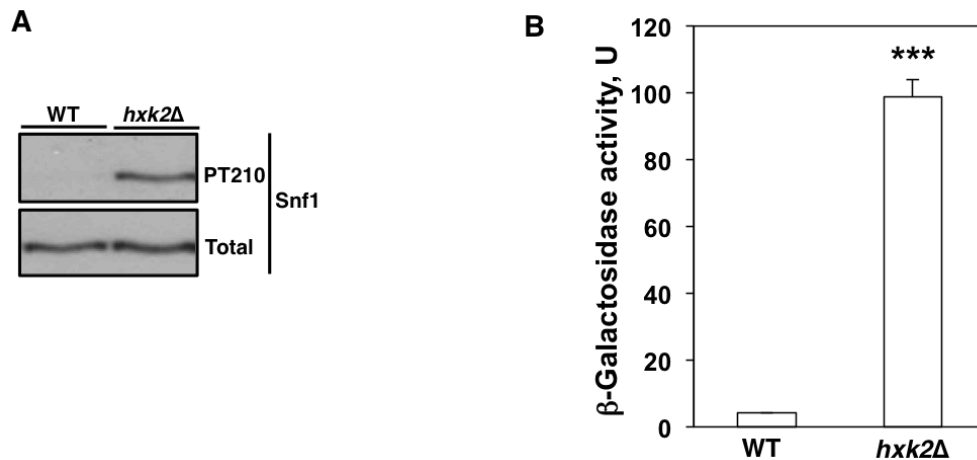 A
WT hxk2Δ
PT210
Snf1
Total
B
β-Galactosidase activity, U
120
100
80
60
40
20
0
***
WT hxk2Δ